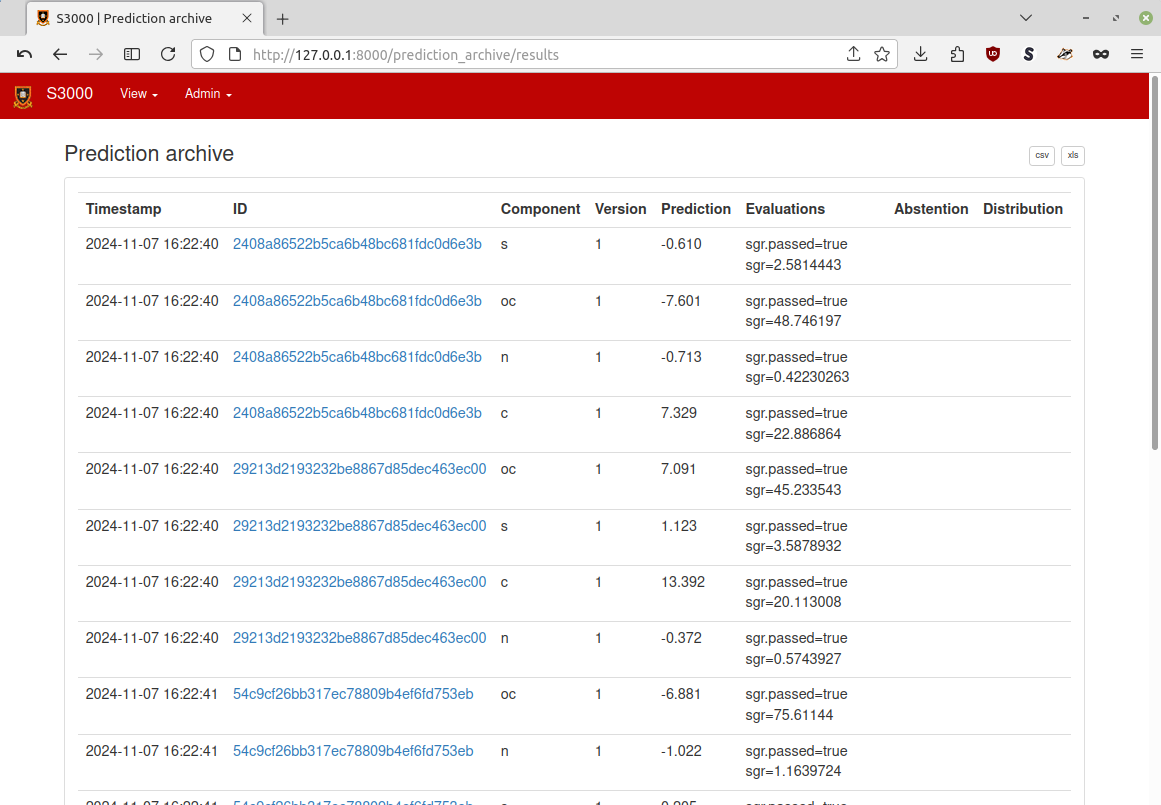 S3000 | Prediction archive
http://127.0.0.1:8000/prediction_archive/results
S3000 View Admin
Prediction archive
csv xls
Timestamp ID Component Version Prediction Evaluations Abstention Distribution
2024-11-07 16:22:40 2408a86522b5ca6b48bc681fdc0d6e3b s 1 -0.610 sgr.passed=true
sgr=2.5814443
2024-11-07 16:22:40 2408a86522b5ca6b48bc681fdc0d6e3b oc 1 -7.601 sgr.passed=true
sgr=48.746197
2024-11-07 16:22:40 2408a86522b5ca6b48bc681fdc0d6e3b n 1 -0.713 sgr.passed=true
sgr=0.42230263
2024-11-07 16:22:40 2408a86522b5ca6b48bc681fdc0d6e3b c 1 7.329 sgr.passed=true
sgr=22.886864
2024-11-07 16:22:40 29213d2193232be8867d85dec463ec00 oc 1 7.091 sgr.passed=true
sgr=45.233543
2024-11-07 16:22:40 29213d2193232be8867d85dec463ec00 s 1 1.123 sgr.passed=true
sgr=3.5878932
2024-11-07 16:22:40 29213d2193232be8867d85dec463ec00 c 1 13.392 sgr.passed=true
sgr=20.113008
2024-11-07 16:22:40 29213d2193232be8867d85dec463ec00 n 1 -0.372 sgr.passed=true
sgr=0.5743927
2024-11-07 16:22:41 54c9cf26bb317ec78809b4ef6fd753eb oc 1 -6.881 sgr.passed=true
sgr=75.61144
2024-11-07 16:22:41 54c9cf26bb317ec78809b4ef6fd753eb n 1 -1.022 sgr.passed=true
sgr=1.1639724